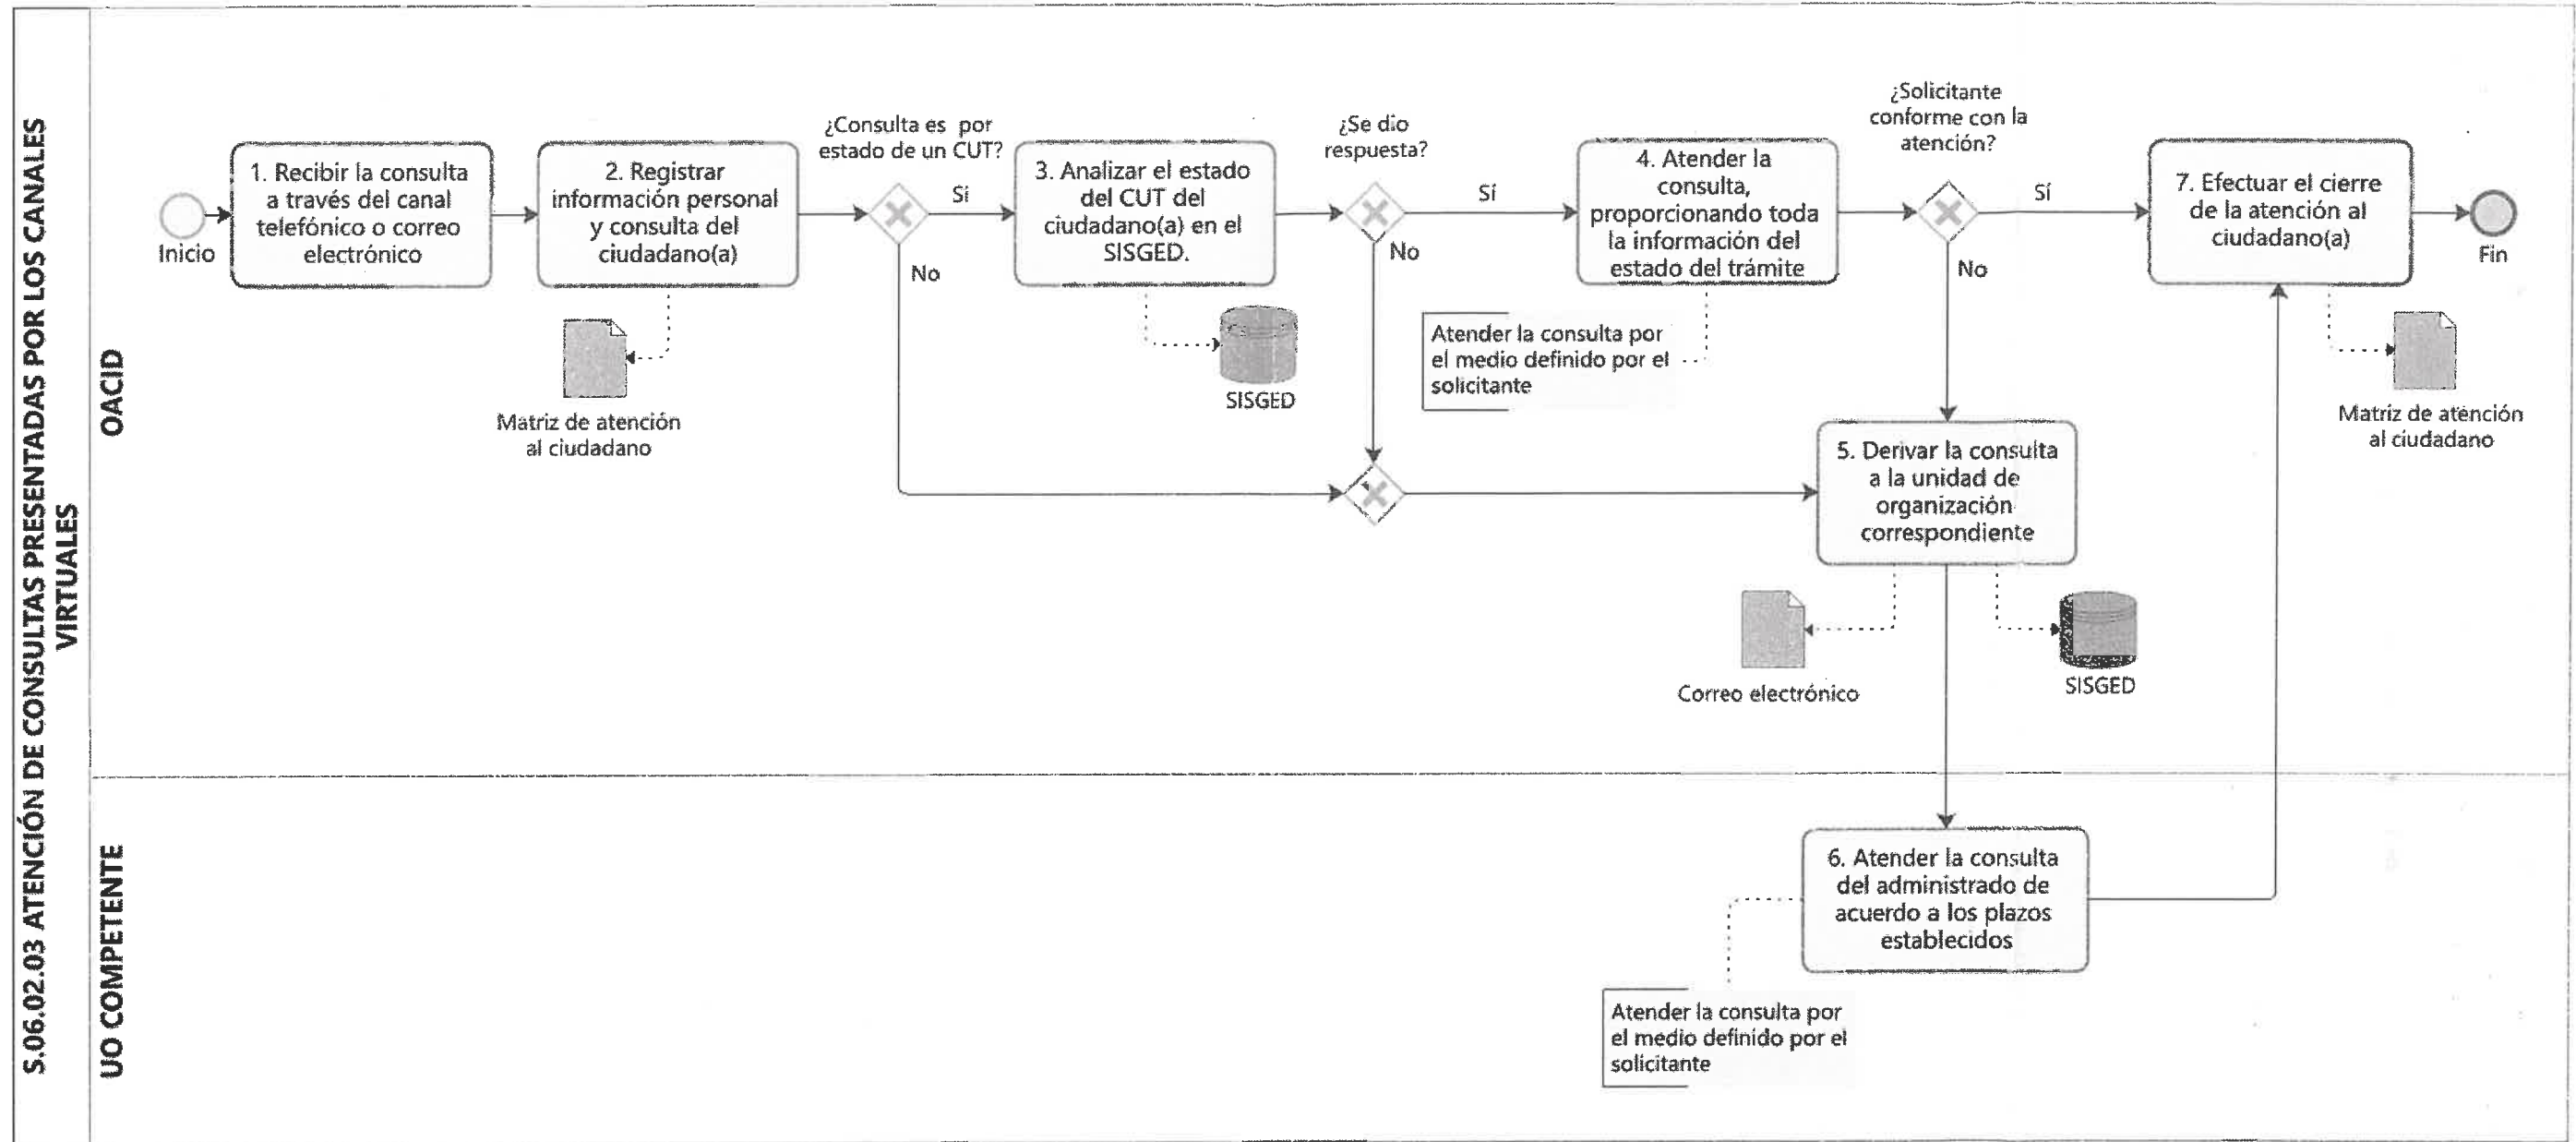 S.06.02.03 ATENCIÓN DE CONSULTAS PRESENTADAS POR LOS CANALES
VIRTUALES
OACID
Inicio
1. Recibir la consulta
a través del canal
telefónico o correo
electrónico
2. Registrar
información personal
y consulta del
ciudadano(a)
Matriz de atención
al ciudadano
¿Consulta es por
estado de un CUT?
Sí
No
3. Analizar el estado
del CUT del
ciudadano(a) en el
SISGED.
SISGED
¿Se dio
respuesta?
Sí
No
4. Atender la
consulta,
proporcionando toda
la información del
estado del trámite
Atender la consulta por
el medio definido por el
solicitante
¿Solicitante
conforme con la
atención?
Sí
No
5. Derivar la consulta
a la unidad de
organización
correspondiente
Correo electrónico
SISGED
7. Efectuar el cierre
de la atención al
ciudadano(a)
Matriz de atención
al ciudadano
Fin
UO COMPETENTE
6. Atender la consulta
del administrado de
acuerdo a los plazos
establecidos
Atender la consulta por
el medio definido por el
solicitante